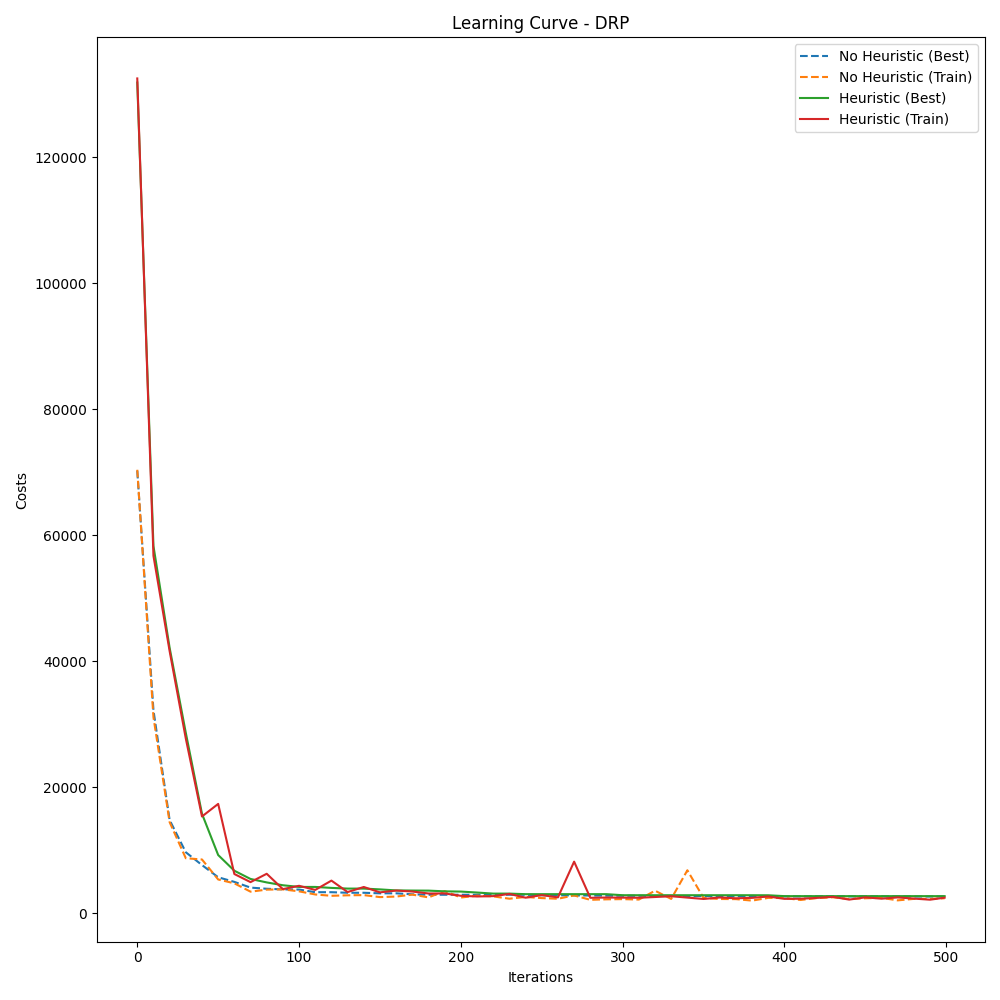 Learning Curve - DRP
No Heuristic (Best)
No Heuristic (Train)
Heuristic (Best)
Heuristic (Train)
120000
100000
80000
60000
40000
20000
0
Costs
0 100 200 300 400 500
Iterations